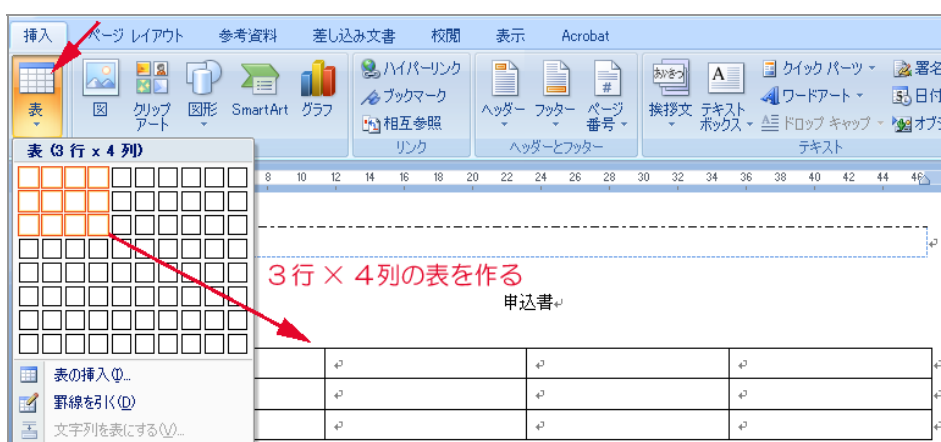 挿入 ページ レイアウト 参考資料 差し込み文書 校閲 表示 Acrobat
表 図 クリップアート 図形 SmartArt グラフ
ハイパーリンク
ブックマーク
相互参照
リンク
ヘッダー フッター ページ番号
ヘッダーとフッター
あいさつ
挨拶文 テキストボックス
クイック パーツ
ワードアート
ドロップ キャップ
テキスト
署名
日付
オブジ
表 (3 行 x 4 列)
8 10 12 14 16 18 20 22 24 26 28 30 32 34 36 38 40 42 44 46
3行×4列の表を作る
申込書
表の挿入(I)...
罫線を引く(D)
文字列を表にする(V)...